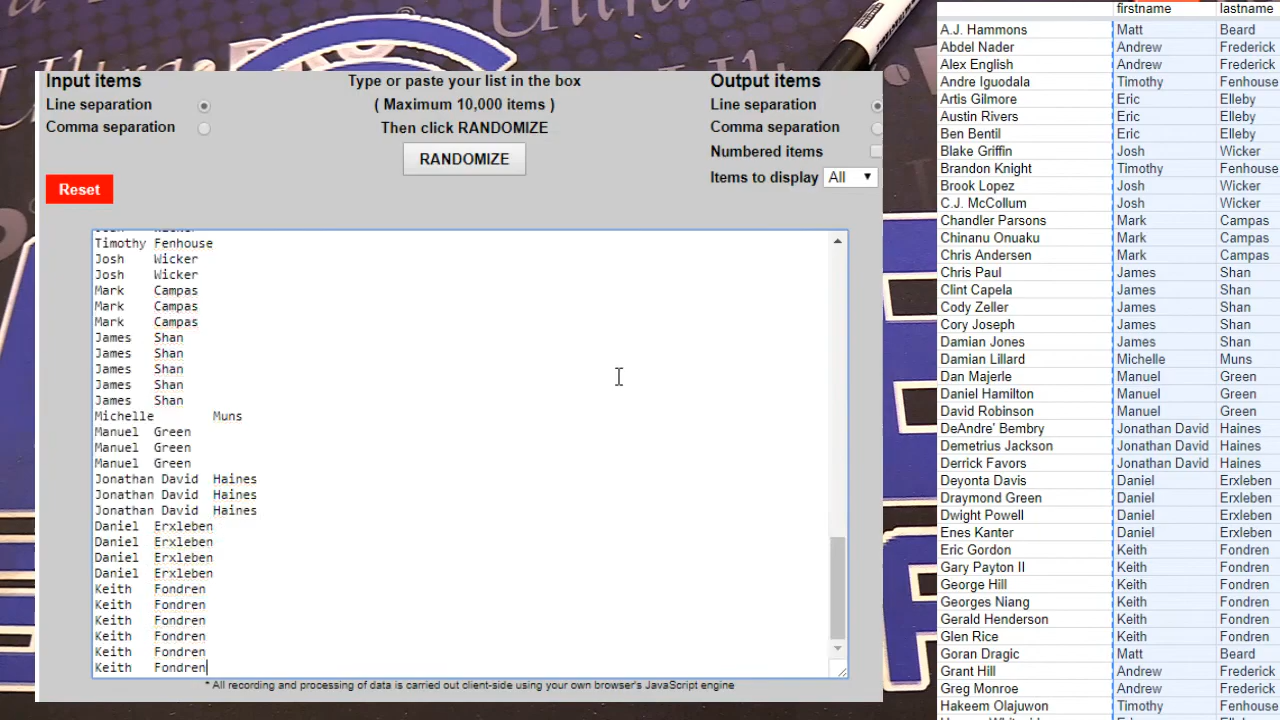 Input items
Type or paste your list in the box
Output items
Line separation
( Maximum 10,000 items )
Line separation
Comma separation
Then click RANDOMIZE
Comma separation
RANDOMIZE
Numbered items
Items to display All
Reset
Timothy Fenhouse
Josh Wicker
Josh Wicker
Mark Campas
Mark Campas
Mark Campas
James Shan
James Shan
James Shan
James Shan
James Shan
Michelle Muns
Manuel Green
Manuel Green
Manuel Green
Jonathan David Haines
Jonathan David Haines
Jonathan David Haines
Daniel Erxleben
Daniel Erxleben
Daniel Erxleben
Daniel Erxleben
Keith Fondren
Keith Fondren
Keith Fondren
Keith Fondren
Keith Fondren
Keith Fondren
* All recording and processing of data is carried out client-side using your own browser's JavaScript engine
firstname lastname
A.J. Hammons Matt Beard
Abdel Nader Andrew Frederick
Alex English Andrew Frederick
Andre Iguodala Timothy Fenhouse
Artis Gilmore Eric Elleby
Austin Rivers Eric Elleby
Ben Bentil Eric Elleby
Blake Griffin Josh Wicker
Brandon Knight Timothy Fenhouse
Brook Lopez Josh Wicker
C.J. McCollum Josh Wicker
Chandler Parsons Mark Campas
Chinanu Onuaku Mark Campas
Chris Andersen Mark Campas
Chris Paul James Shan
Clint Capela James Shan
Cody Zeller James Shan
Cory Joseph James Shan
Damian Jones James Shan
Damian Lillard Michelle Muns
Dan Majerle Manuel Green
Daniel Hamilton Manuel Green
David Robinson Manuel Green
DeAndre' Bembry Jonathan David Haines
Demetrius Jackson Jonathan David Haines
Derrick Favors Jonathan David Haines
Deyonta Davis Daniel Erxleben
Draymond Green Daniel Erxleben
Dwight Powell Daniel Erxleben
Enes Kanter Daniel Erxleben
Eric Gordon Keith Fondren
Gary Payton II Keith Fondren
George Hill Keith Fondren
Georges Niang Keith Fondren
Gerald Henderson Keith Fondren
Glen Rice Keith Fondren
Goran Dragic Matt Beard
Grant Hill Andrew Frederick
Greg Monroe Andrew Frederick
Hakeem Olajuwon Timothy Fenhouse